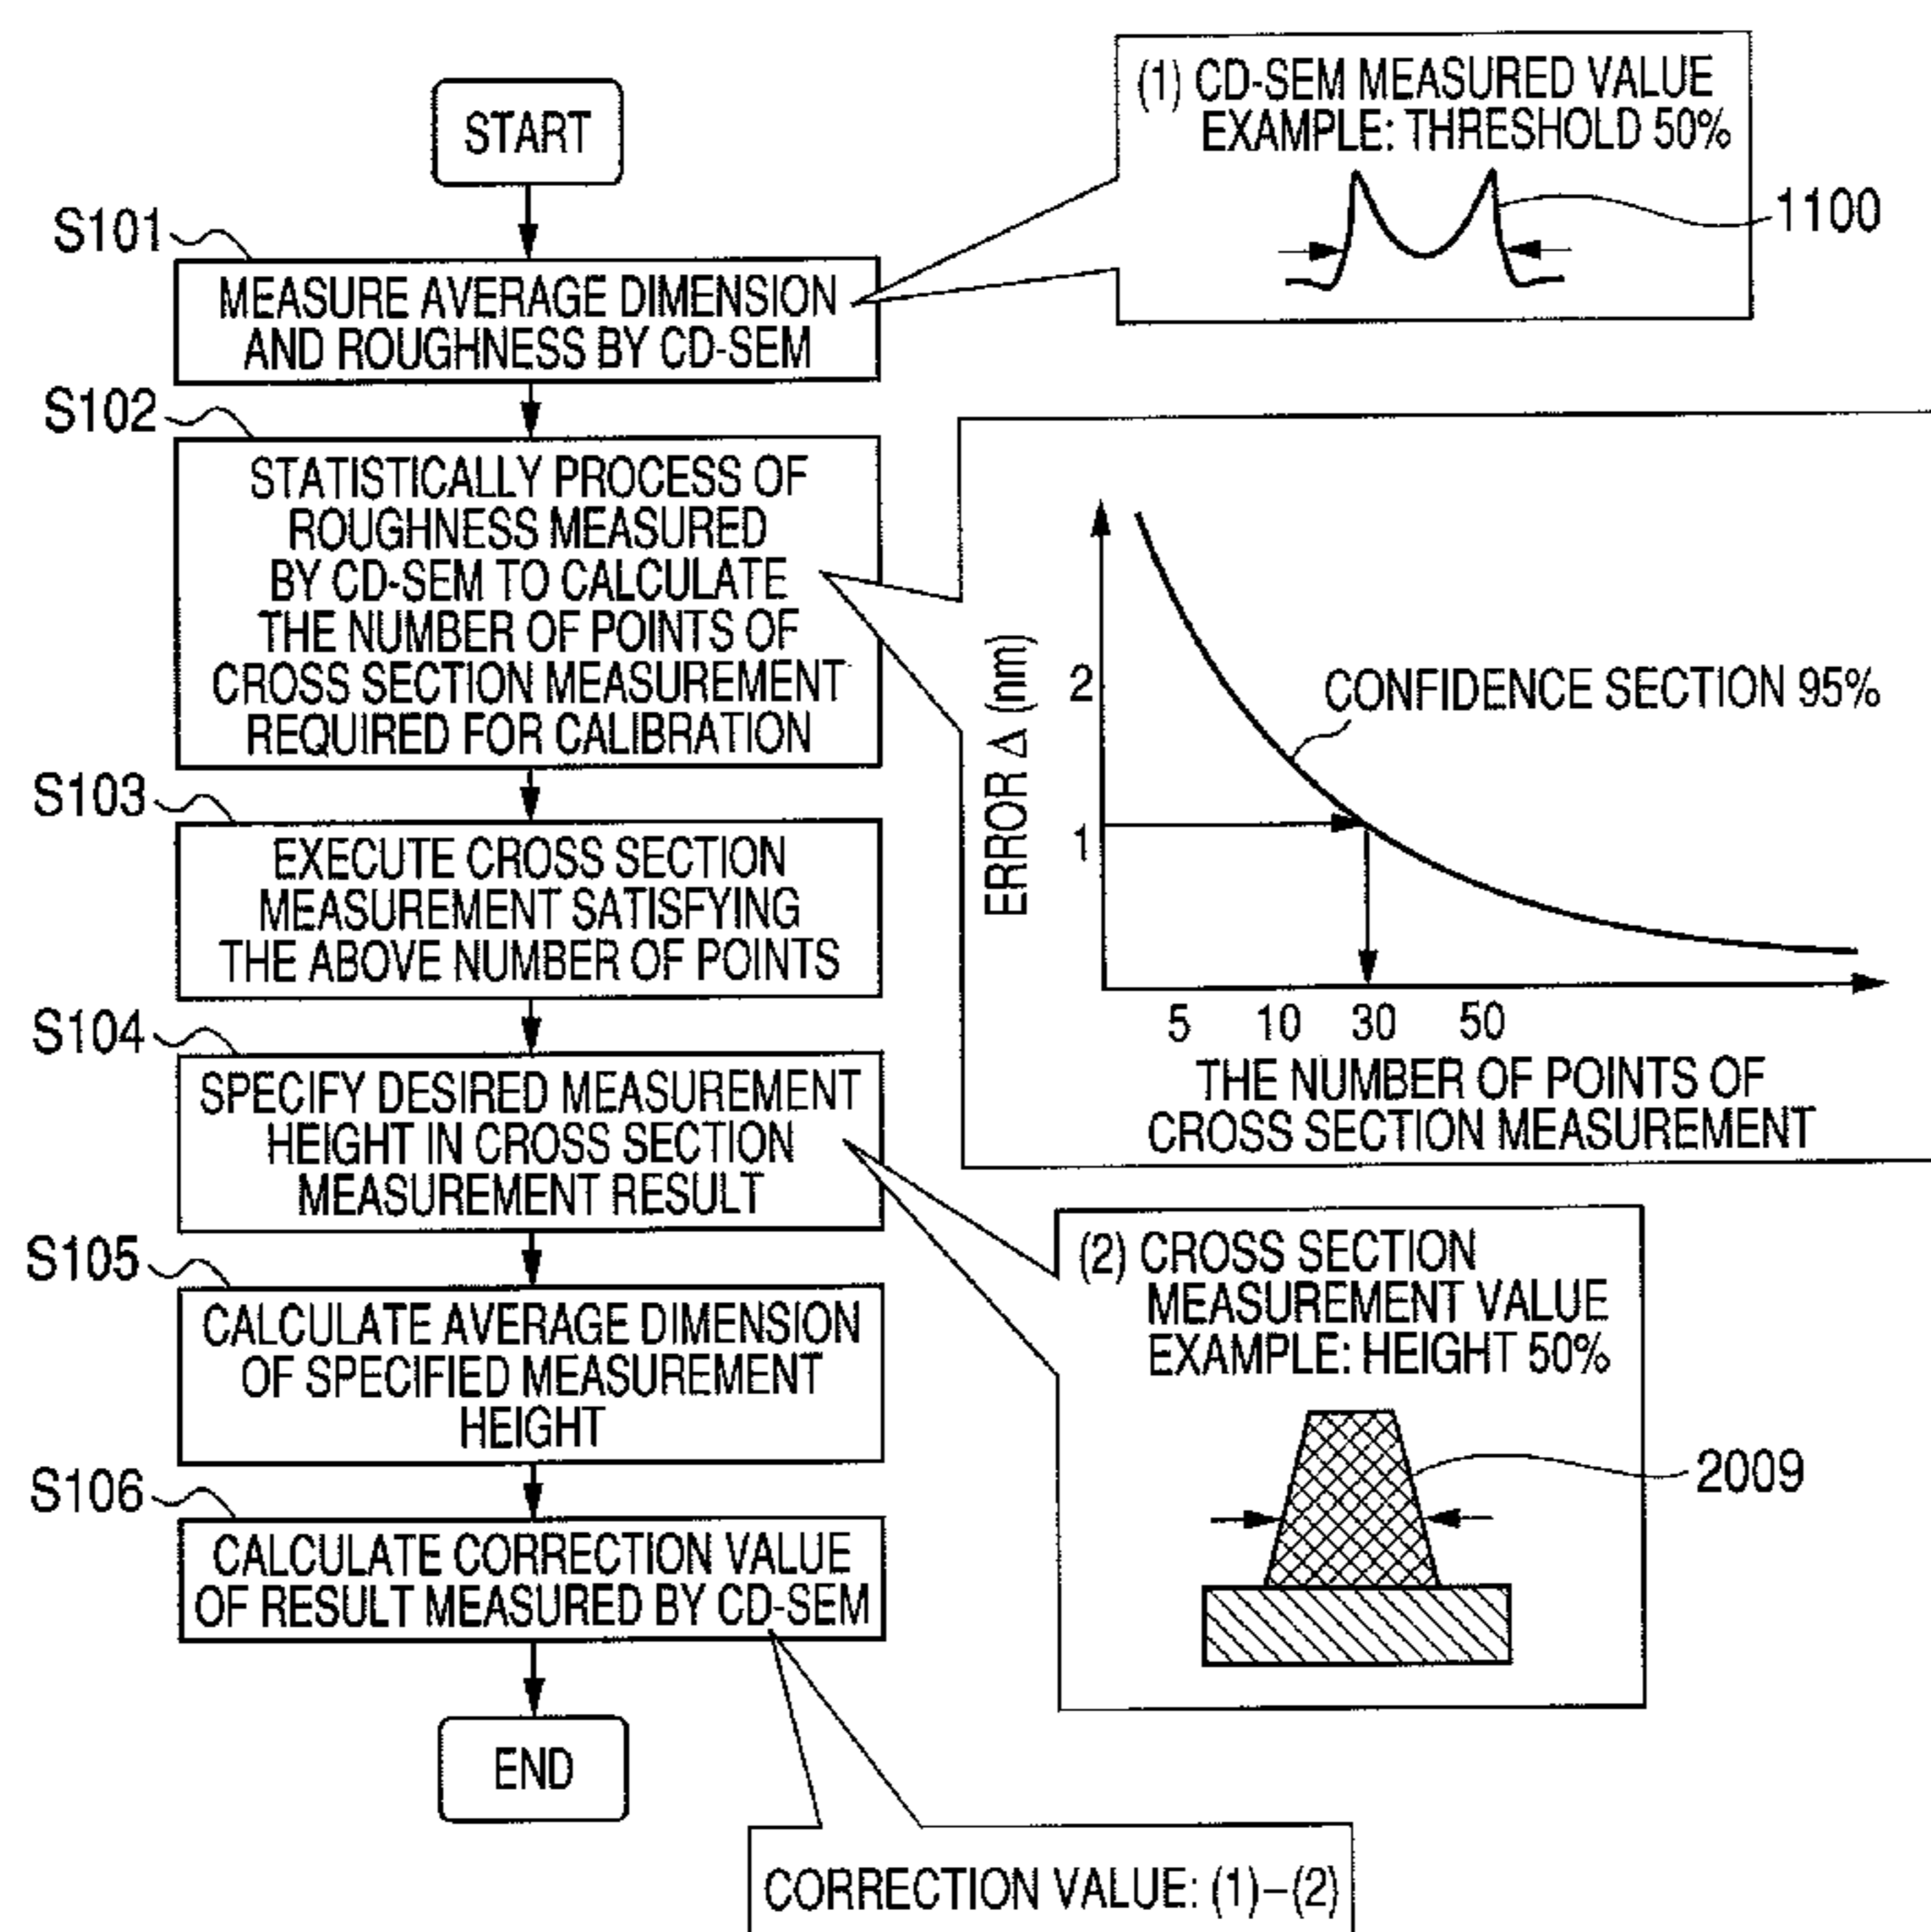 START
S101
MEASURE AVERAGE DIMENSION
AND ROUGHNESS BY CD-SEM
(1) CD-SEM MEASURED VALUE
EXAMPLE: THRESHOLD 50%
1100
S102
STATISTICALLY PROCESS OF
ROUGHNESS MEASURED
BY CD-SEM TO CALCULATE
THE NUMBER OF POINTS OF
CROSS SECTION MEASUREMENT
REQUIRED FOR CALIBRATION
ERROR Δ (nm)
2
1
CONFIDENCE SECTION 95%
5 10 30 50
THE NUMBER OF POINTS OF
CROSS SECTION MEASUREMENT
S103
EXECUTE CROSS SECTION
MEASUREMENT SATISFYING
THE ABOVE NUMBER OF POINTS
S104
SPECIFY DESIRED MEASUREMENT
HEIGHT IN CROSS SECTION
MEASUREMENT RESULT
(2) CROSS SECTION
MEASUREMENT VALUE
EXAMPLE: HEIGHT 50%
2009
S105
CALCULATE AVERAGE DIMENSION
OF SPECIFIED MEASUREMENT
HEIGHT
S106
CALCULATE CORRECTION VALUE
OF RESULT MEASURED BY CD-SEM
END
CORRECTION VALUE: (1)–(2)